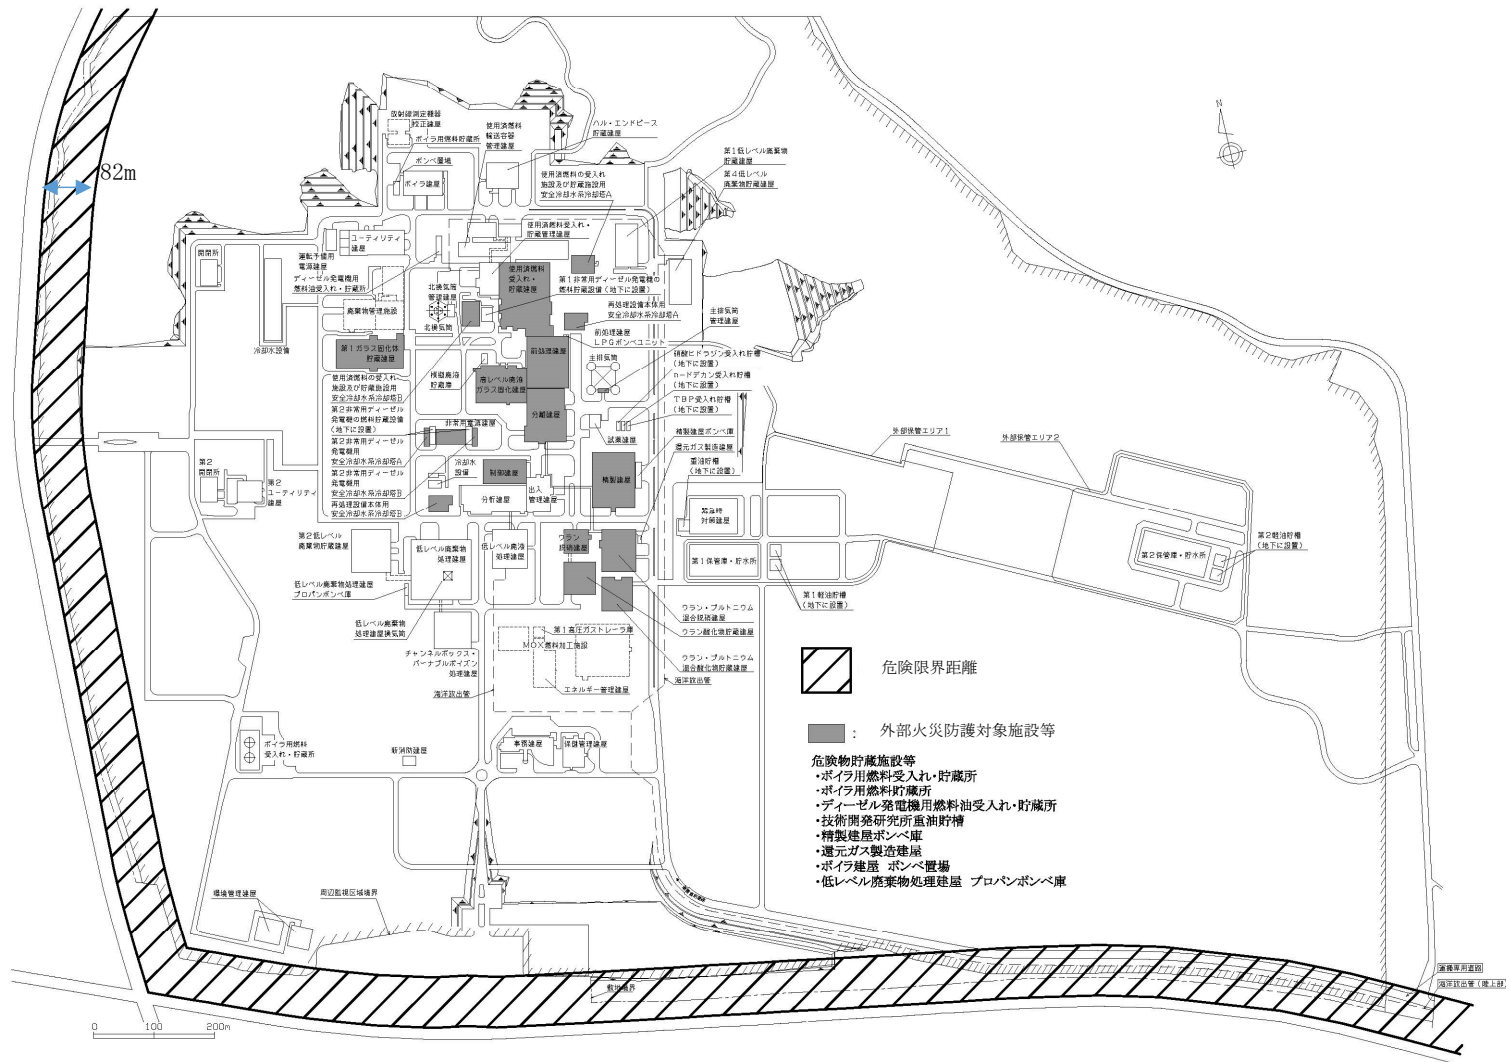 82m
N
放射線測定機器
校正建屋
ボイラ用燃料貯蔵所
使用済燃料
輸送容器
管理建屋
ハル・エンドピース
貯蔵建屋
ボンベ置場
ボイラ建屋
使用済燃料の受入れ
施設及び貯蔵施設用
安全冷却水系冷却塔A
第1低レベル廃棄物
貯蔵建屋
第4低レベル
廃棄物貯蔵建屋
使用済燃料受入れ・
貯蔵管理建屋
ユーティリティ
建屋
開閉所
運転予備用
電源建屋
ディーゼル発電機用
燃料油受入れ・貯蔵所
北換気筒
管理建屋
使用済燃料
受入れ・
貯蔵建屋
第1非常用ディーゼル発電機の
燃料貯蔵設備(地下に設置)
廃棄物管理施設
北換気筒
再処理設備本体用
安全冷却水系冷却塔A
主排気筒
管理建屋
冷却水設備
第1ガラス固化体
貯蔵建屋
前処理建屋
LPGボンベユニット
前処理建屋
主排気筒
硝酸ヒドラジン受入れ貯槽
(地下に設置)
n-ドデカン受入れ貯槽
(地下に設置)
使用済燃料の受入れ
施設及び貯蔵施設用
安全冷却水系冷却塔B
模擬廃液
貯蔵庫
高レベル廃液
ガラス固化建屋
TBP受入れ貯槽
(地下に設置)
第2非常用ディーゼル
発電機の燃料貯蔵設備
(地下に設置)
非常用電源建屋
分離建屋
試薬建屋
精製建屋ボンベ庫
還元ガス製造建屋
外部保管エリア1
外部保管エリア2
第2非常用ディーゼル
発電機用
安全冷却水系冷却塔A
冷却水
設備
重油貯槽
(地下に設置)
第2
開閉所
第2
ユーティリティ
建屋
第2非常用ディーゼル
発電機用
安全冷却水系冷却塔B
制御建屋
出入
管理建屋
精製建屋
再処理設備本体用
安全冷却水系冷却塔B
分析建屋
緊急時
対策建屋
第2低レベル
廃棄物貯蔵建屋
低レベル廃棄物
処理建屋
低レベル廃液
処理建屋
ウラン
脱硝建屋
第1保管庫・貯水所
第2保管庫・貯水所
第2軽油貯槽
(地下に設置)
低レベル廃棄物処理建屋
プロパンボンベ庫
第1軽油貯槽
(地下に設置)
ウラン・プルトニウム
混合脱硝建屋
ウラン酸化物貯蔵建屋
低レベル廃棄物
処理建屋換気筒
第1高圧ガストレーラ庫
MOX燃料加工施設
チャンネルボックス・
バーナブルポイズン
処理建屋
ウラン・プルトニウム
混合酸化物貯蔵建屋
海洋放出管
エネルギー管理建屋
海洋放出管
危険限界距離
: 外部火災防護対象施設等
ボイラ用燃料
受入れ・貯蔵所
新消防建屋
事務建屋
保健管理建屋
危険物貯蔵施設等
・ボイラ用燃料受入れ・貯蔵所
・ボイラ用燃料貯蔵所
・ディーゼル発電機用燃料油受入れ・貯蔵所
・技術開発研究所重油貯槽
・精製建屋ボンベ庫
・還元ガス製造建屋
・ボイラ建屋 ボンベ置場
・低レベル廃棄物処理建屋 プロパンボンベ庫
環境管理建屋
周辺監視区域境界
敷地境界
運搬専用道路
海洋放出管(陸上部)
0 100 200m